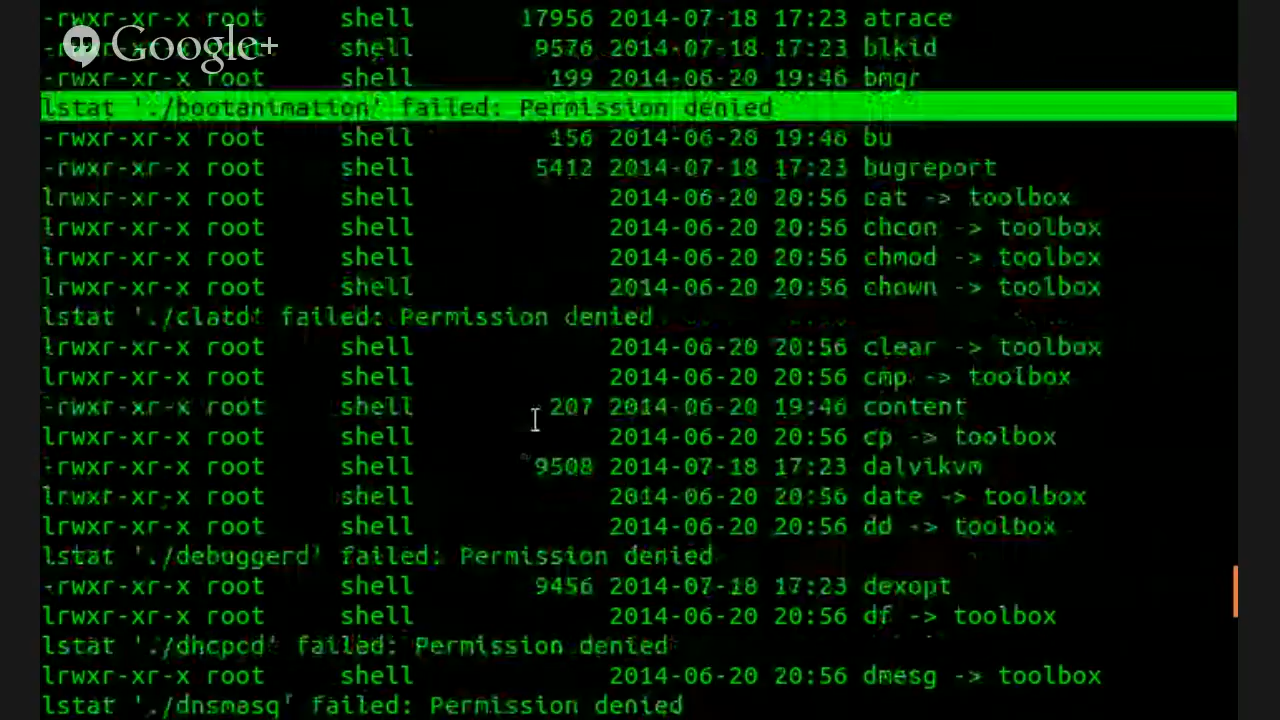 -rwxr-xr-x root shell 17956 2014-07-18 17:23 atrace
Google+
-rwxr-xr-x root shell 9576 2014-07-18 17:23 blkid
-rwxr-xr-x root shell 199 2014-06-20 19:46 bmgr
lstat './bootanimation' failed: Permission denied
-rwxr-xr-x root shell 156 2014-06-20 19:46 bu
-rwxr-xr-x root shell 5412 2014-07-18 17:23 bugreport
lrwxr-xr-x root shell 2014-06-20 20:56 cat -> toolbox
lrwxr-xr-x root shell 2014-06-20 20:56 chcon -> toolbox
lrwxr-xr-x root shell 2014-06-20 20:56 chmod -> toolbox
lrwxr-xr-x root shell 2014-06-20 20:56 chown -> toolbox
lstat './clatd' failed: Permission denied
lrwxr-xr-x root shell 2014-06-20 20:56 clear -> toolbox
lrwxr-xr-x root shell 2014-06-20 20:56 cmp -> toolbox
-rwxr-xr-x root shell 207 2014-06-20 19:46 content
lrwxr-xr-x root shell 2014-06-20 20:56 cp -> toolbox
-rwxr-xr-x root shell 9508 2014-07-18 17:23 dalvikvm
lrwxr-xr-x root shell 2014-06-20 20:56 date -> toolbox
lrwxr-xr-x root shell 2014-06-20 20:56 dd -> toolbox
lstat './debuggerd' failed: Permission denied
-rwxr-xr-x root shell 9456 2014-07-18 17:23 dexopt
lrwxr-xr-x root shell 2014-06-20 20:56 df -> toolbox
lstat './dhcpcd' failed: Permission denied
lrwxr-xr-x root shell 2014-06-20 20:56 dmesg -> toolbox
lstat './dnsmasq' failed: Permission denied